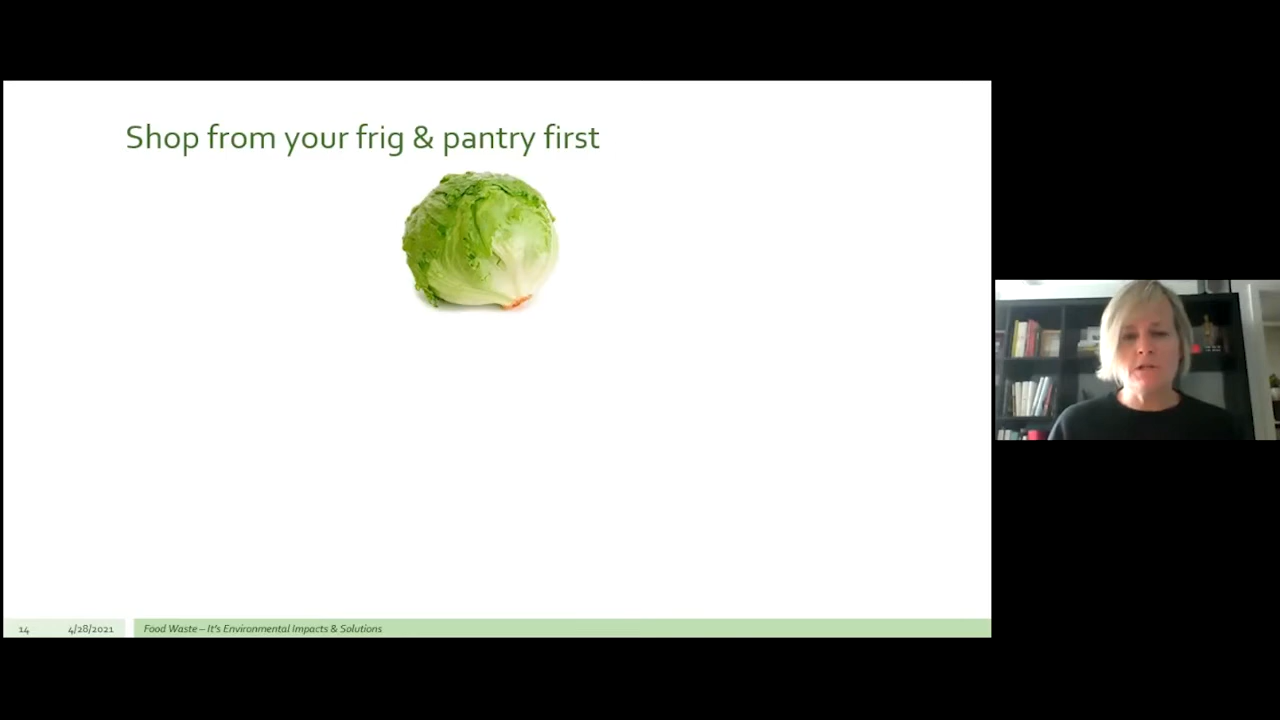 Shop from your frig & pantry first
14 4/28/2021 Food Waste – It's Environmental Impacts & Solutions